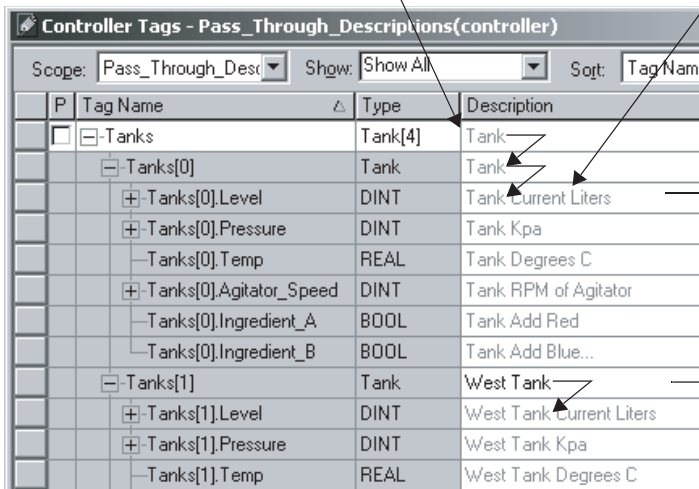 Controller Tags - Pass_Through_Descriptions(controller)
Scope: Pass_Through_Desc Show: Show All Sort: Tag Nam
P Tag Name Type Description
Tanks Tank[4] Tank
Tanks[0] Tank Tank
Tanks[0].Level DINT Tank Current Liters
Tanks[0].Pressure DINT Tank Kpa
Tanks[0].Temp REAL Tank Degrees C
Tanks[0].Agitator_Speed DINT Tank RPM of Agitator
Tanks[0].Ingredient_A BOOL Tank Add Red
Tanks[0].Ingredient_B BOOL Tank Add Blue...
Tanks[1] Tank West Tank
Tanks[1].Level DINT West Tank Current Liters
Tanks[1].Pressure DINT West Tank Kpa
Tanks[1].Temp REAL West Tank Degrees C